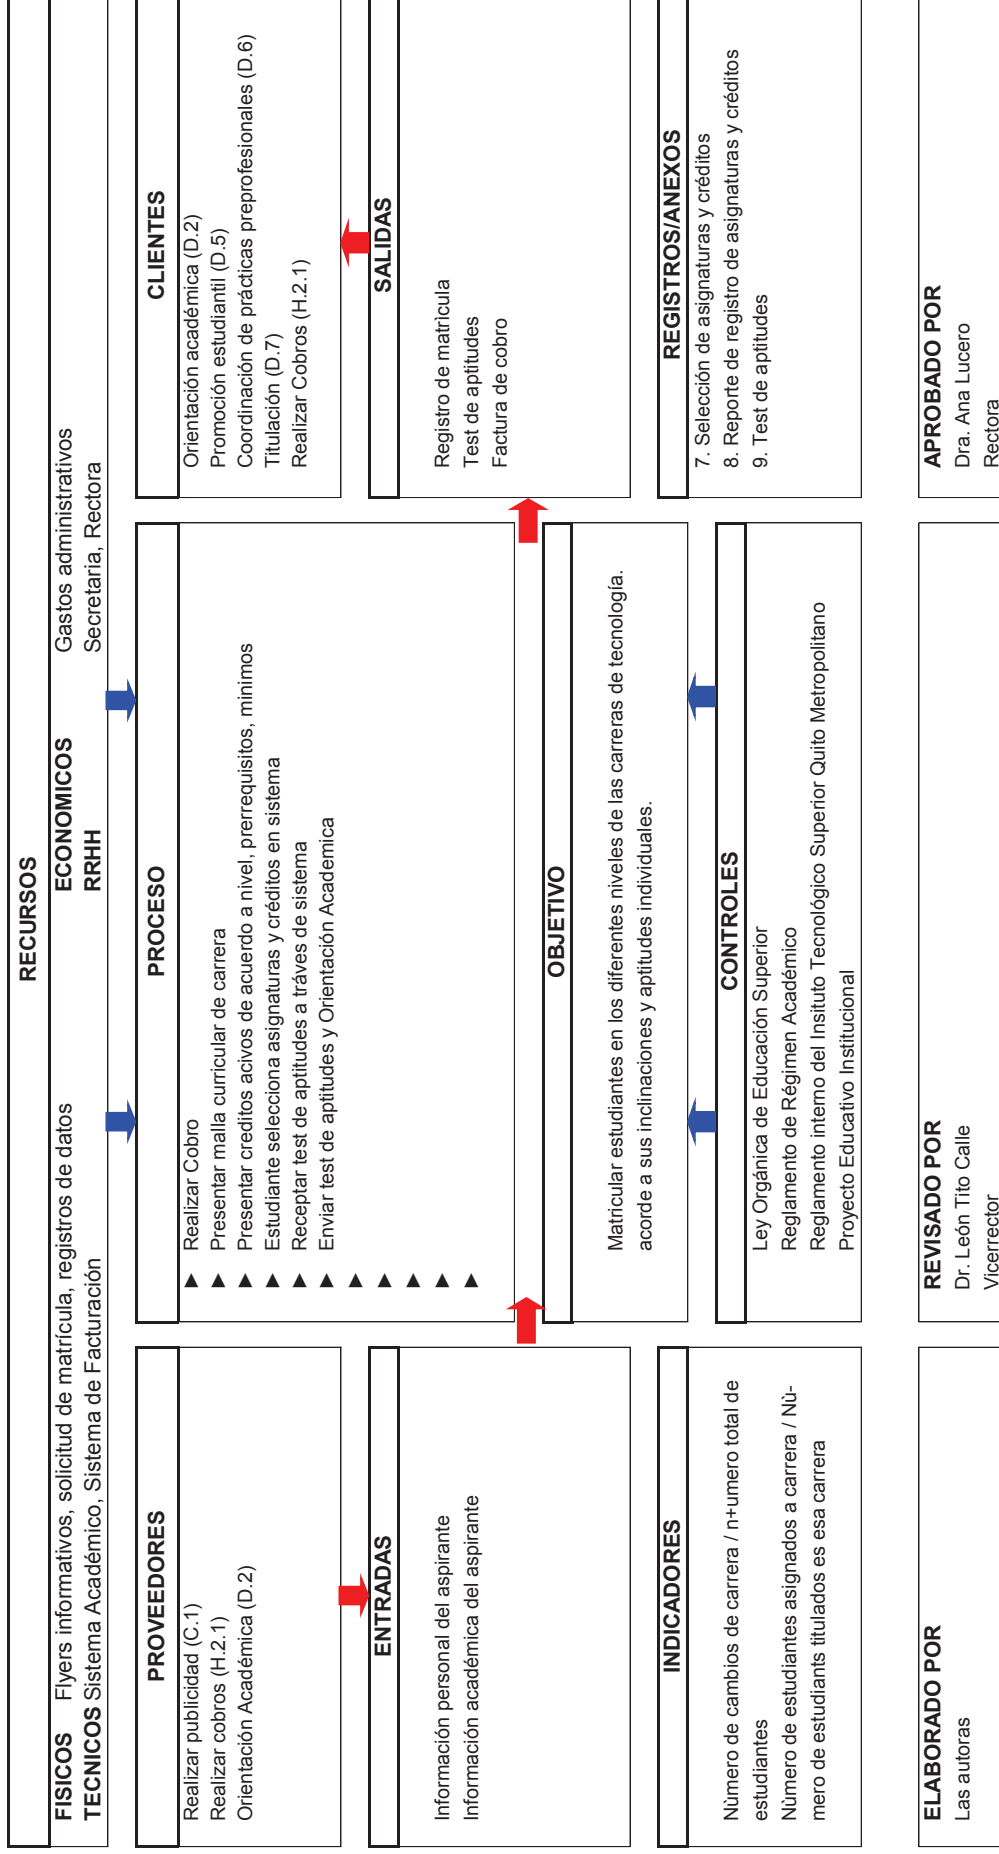 RECURSOS
FISICOS Flyers informativos, solicitud de matrícula, registros de datos
ECONOMICOS Gastos administrativos
TECNICOS Sistema Académico, Sistema de Facturación
RRHH Secretaria, Rectora
PROVEEDORES
Realizar publicidad (C.1)
Realizar cobros (H.2.1)
Orientación Académica (D.2)
PROCESO
Realizar Cobro
Presentar malla curricular de carrera
Presentar creditos acivos de acuerdo a nivel, prerrequisitos, minimos
Estudiante selecciona asignaturas y créditos en sistema
Receptar test de aptitudes a tráves de sistema
Enviar test de aptitudes y Orientación Academica
CLIENTES
Orientación académica (D.2)
Promoción estudiantil (D.5)
Coordinación de prácticas preprofesionales (D.6)
Titulación (D.7)
Realizar Cobros (H.2.1)
ENTRADAS
Información personal del aspirante
Información académica del aspirante
SALIDAS
Registro de matrìcula
Test de aptitudes
Factura de cobro
OBJETIVO
Matricular estudiantes en los diferentes niveles de las carreras de tecnología.
acorde a sus inclinaciones y aptitudes individuales.
INDICADORES
Nùmero de cambios de carrera / n+umero total de
estudiantes
Número de estudiantes asignados a carrera / Nù-
mero de estudiants titulados es esa carrera
CONTROLES
Ley Orgánica de Educación Superior
Reglamento de Régimen Académico
Reglamento interno del Insituto Tecnológico Superior Quito Metropolitano
Proyecto Educativo Institucional
REGISTROS/ANEXOS
7. Selección de asignaturas y créditos
8. Reporte de registro de asignaturas y créditos
9. Test de aptitudes
ELABORADO POR
Las autoras
REVISADO POR
Dr. León Tito Calle
Vicerrector
APROBADO POR
Dra. Ana Lucero
Rectora